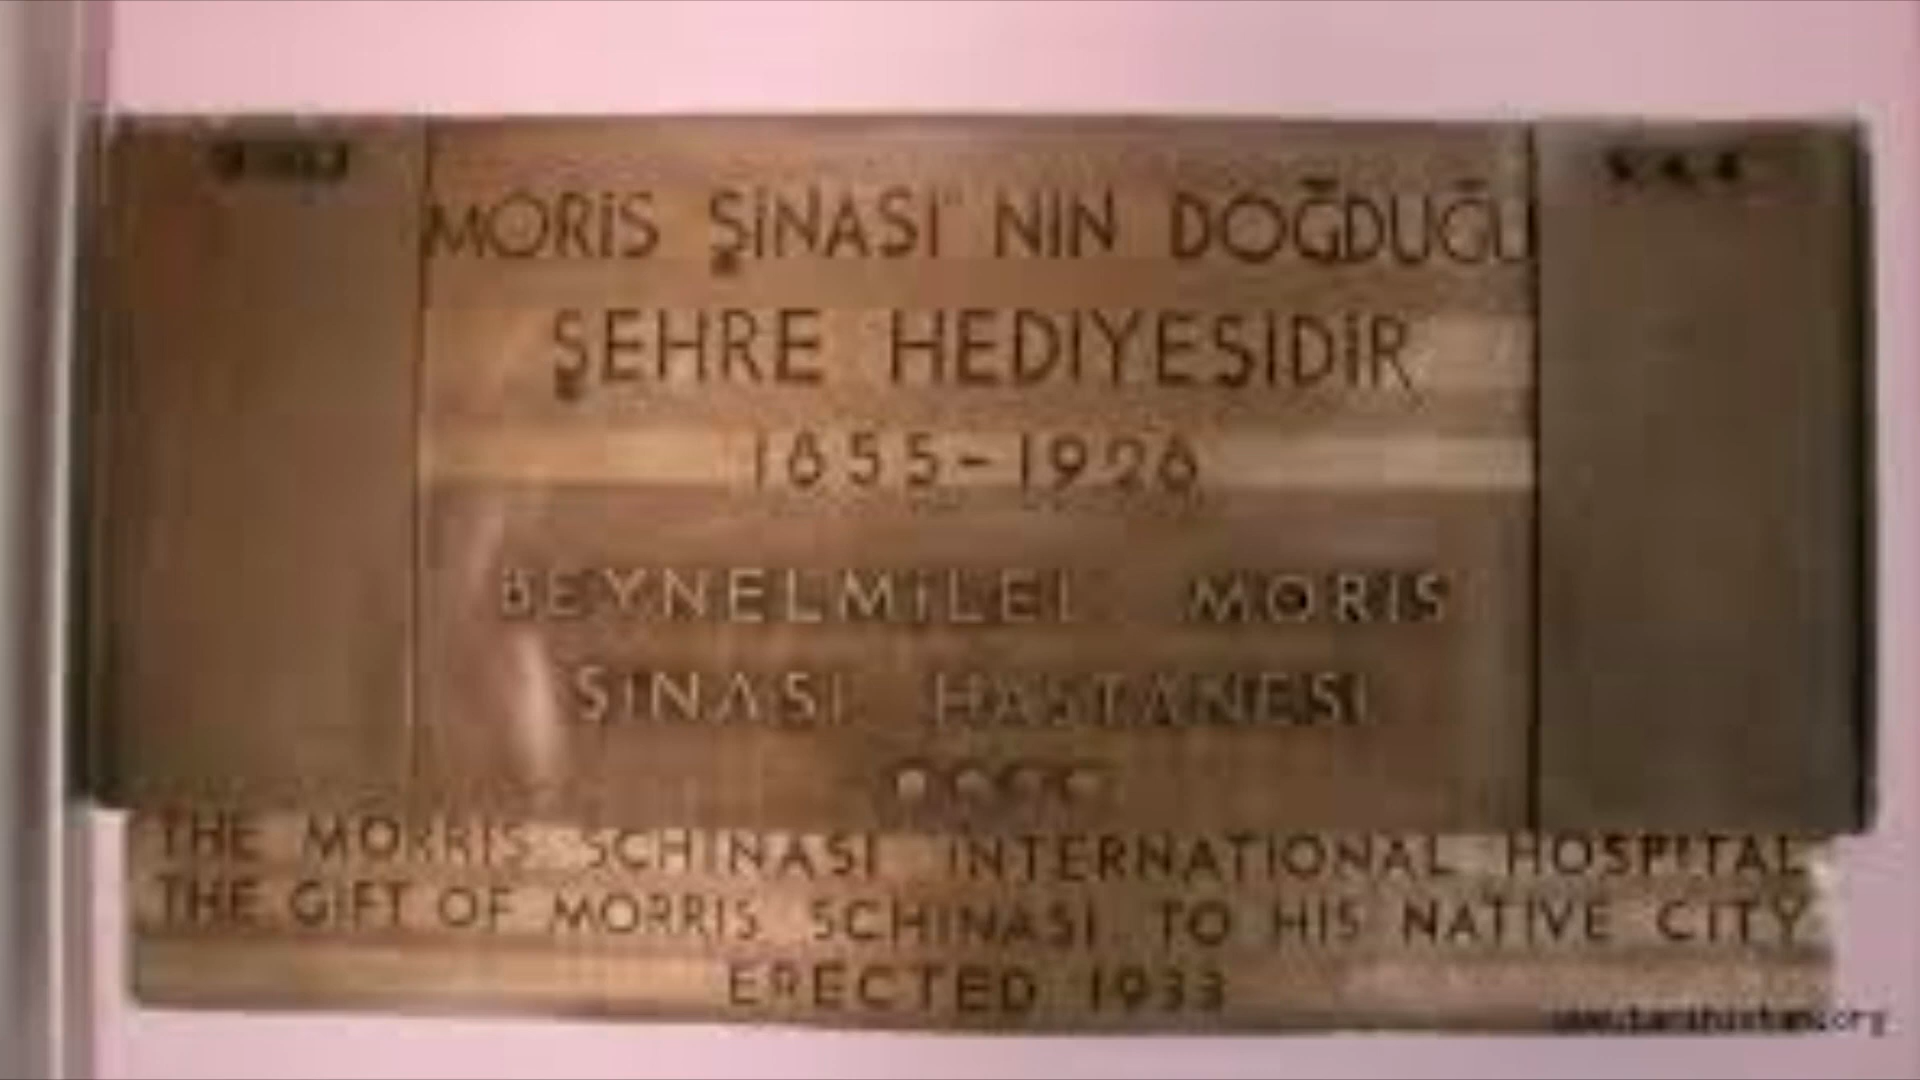 MORİS ŞİNASİ'NİN DOĞDUĞU
ŞEHRE HEDİYESİDİR
1855-1926
BEYNELMİLEL MORİS
ŞİNASİ HASTANESİ
THE MORRIS SCHINASI INTERNATIONAL HOSPITAL
THE GIFT OF MORRIS SCHINASI TO HIS NATIVE CITY
ERECTED 1933